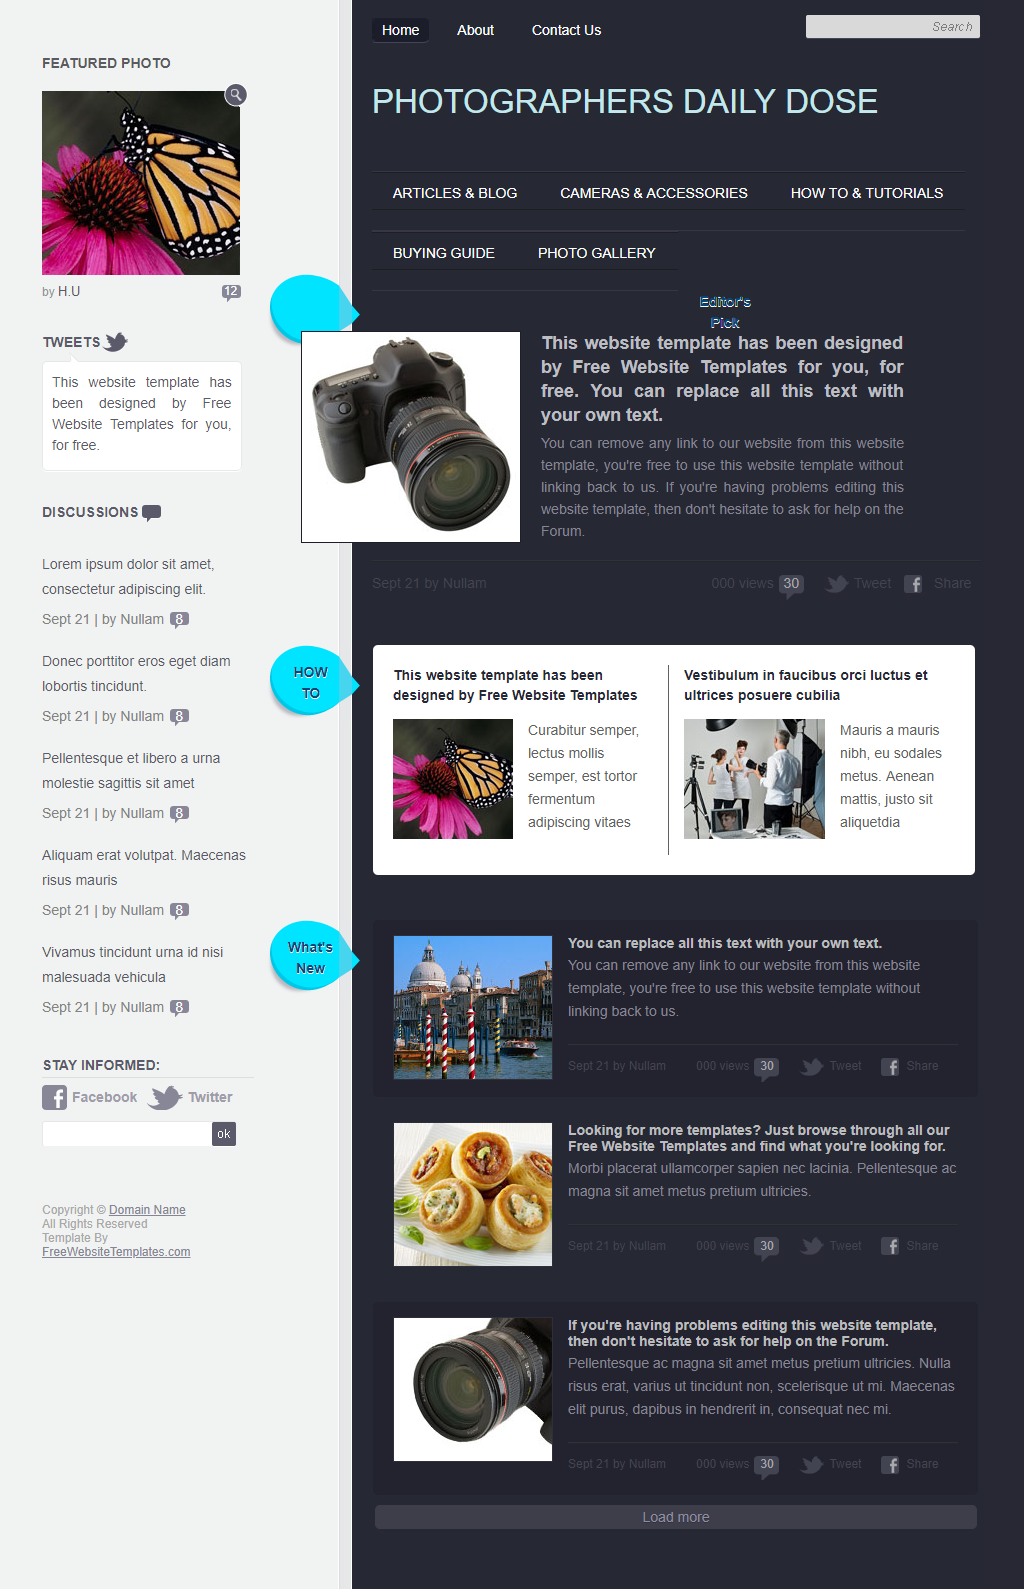 FEATURED PHOTO
by H.U
12
TWEETS
This website template has
been designed by Free
Website Templates for you,
for free.
DISCUSSIONS
Lorem ipsum dolor sit amet,
consectetur adipiscing elit.
Sept 21 | by Nullam 8
Donec porttitor eros eget diam
lobortis tincidunt.
Sept 21 | by Nullam 8
Pellentesque et libero a urna
molestie sagittis sit amet
Sept 21 | by Nullam 8
Aliquam erat volutpat. Maecenas
risus mauris
Sept 21 | by Nullam 8
Vivamus tincidunt urna id nisi
malesuada vehicula
Sept 21 | by Nullam 8
STAY INFORMED:
Facebook Twitter
ok
Copyright © Domain Name
All Rights Reserved
Template By
FreeWebsiteTemplates.com
Home About Contact Us
Search
PHOTOGRAPHERS DAILY DOSE
ARTICLES & BLOG CAMERAS & ACCESSORIES HOW TO & TUTORIALS
BUYING GUIDE PHOTO GALLERY
Editor's
Pick
This website template has been designed
by Free Website Templates for you, for
free. You can replace all this text with
your own text.
You can remove any link to our website from this website
template, you're free to use this website template without
linking back to us. If you're having problems editing this
website template, then don't hesitate to ask for help on the
Forum.
Sept 21 by Nullam 000 views 30 Tweet Share
HOW
TO
This website template has been
designed by Free Website Templates
Curabitur semper,
lectus mollis
semper, est tortor
fermentum
adipiscing vitaes
Vestibulum in faucibus orci luctus et
ultrices posuere cubilia
Mauris a mauris
nibh, eu sodales
metus. Aenean
mattis, justo sit
aliquetdia
What's
New
You can replace all this text with your own text.
You can remove any link to our website from this website
template, you're free to use this website template without
linking back to us.
Sept 21 by Nullam 000 views 30 Tweet Share
Looking for more templates? Just browse through all our
Free Website Templates and find what you're looking for.
Morbi placerat ullamcorper sapien nec lacinia. Pellentesque ac
magna sit amet metus pretium ultricies.
Sept 21 by Nullam 000 views 30 Tweet Share
If you're having problems editing this website template,
then don't hesitate to ask for help on the Forum.
Pellentesque ac magna sit amet metus pretium ultricies. Nulla
risus erat, varius ut tincidunt non, scelerisque ut mi. Maecenas
elit purus, dapibus in hendrerit in, consequat nec mi.
Sept 21 by Nullam 000 views 30 Tweet Share
Load more